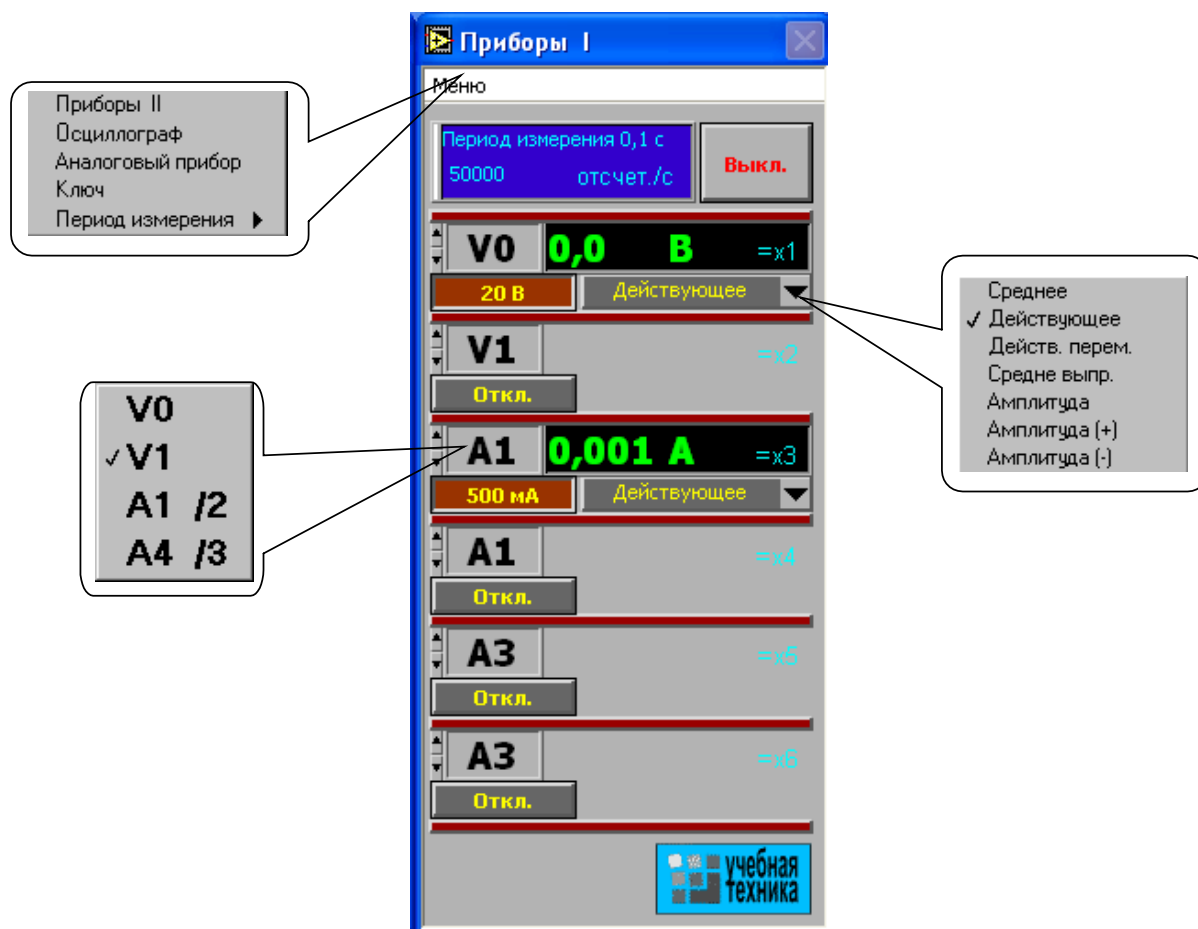 Приборы I
Меню
Приборы II
Осциллограф
Аналоговый прибор
Ключ
Период измерения
Период измерения 0,1 с
50000 отсчет./с
Выкл.
V0 0,0 В =x1
20 В Действующее
V1 =x2
Откл.
A1 0,001 А =x3
500 мА Действующее
A1 =x4
Откл.
A3 =x5
Откл.
A3 =x6
Откл.
Среднее
✓ Действующее
Действ. перем.
Средне выпр.
Амплитуда
Амплитуда (+)
Амплитуда (-)
V0
✓ V1
A1 /2
A4 /3
учебная
техника